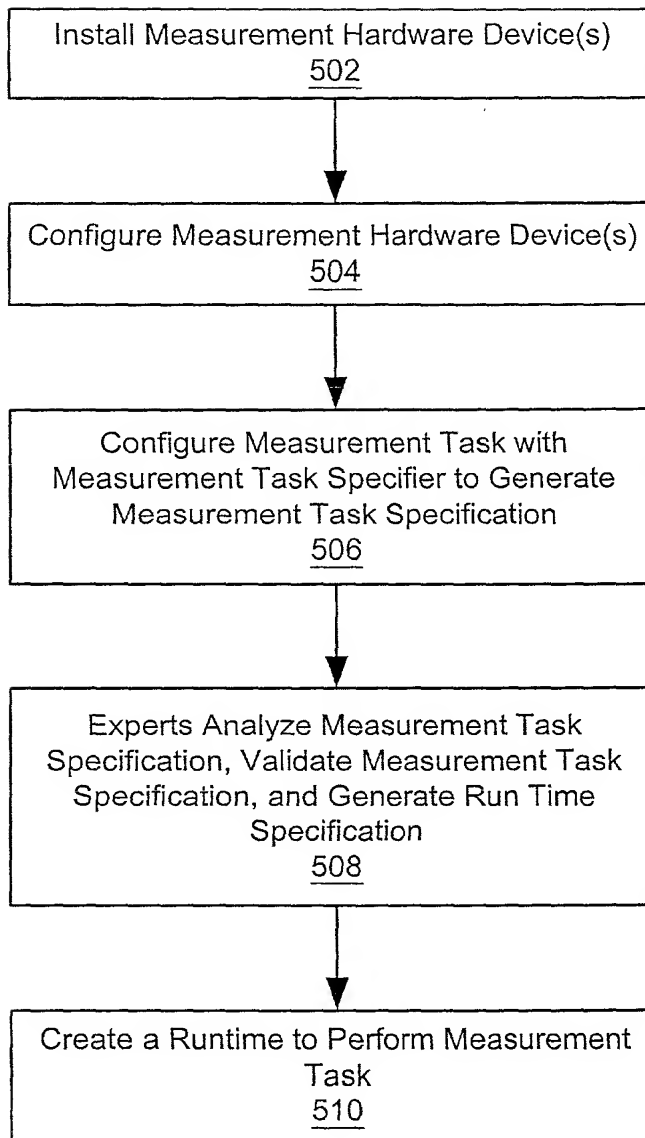 Install Measurement Hardware Device(s)
502
Configure Measurement Hardware Device(s)
504
Configure Measurement Task with
Measurement Task Specifier to Generate
Measurement Task Specification
506
Experts Analyze Measurement Task
Specification, Validate Measurement Task
Specification, and Generate Run Time
Specification
508
Create a Runtime to Perform Measurement
Task
510